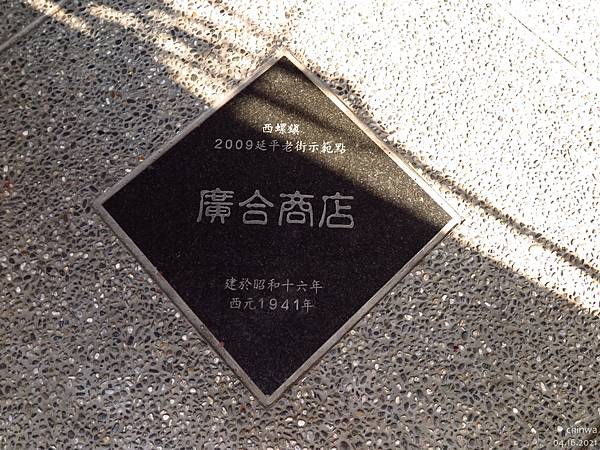 西螺鎮
2009延平老街示範點
廣合商店
建於昭和十六年
西元1941年
chinwa
04.16.2021